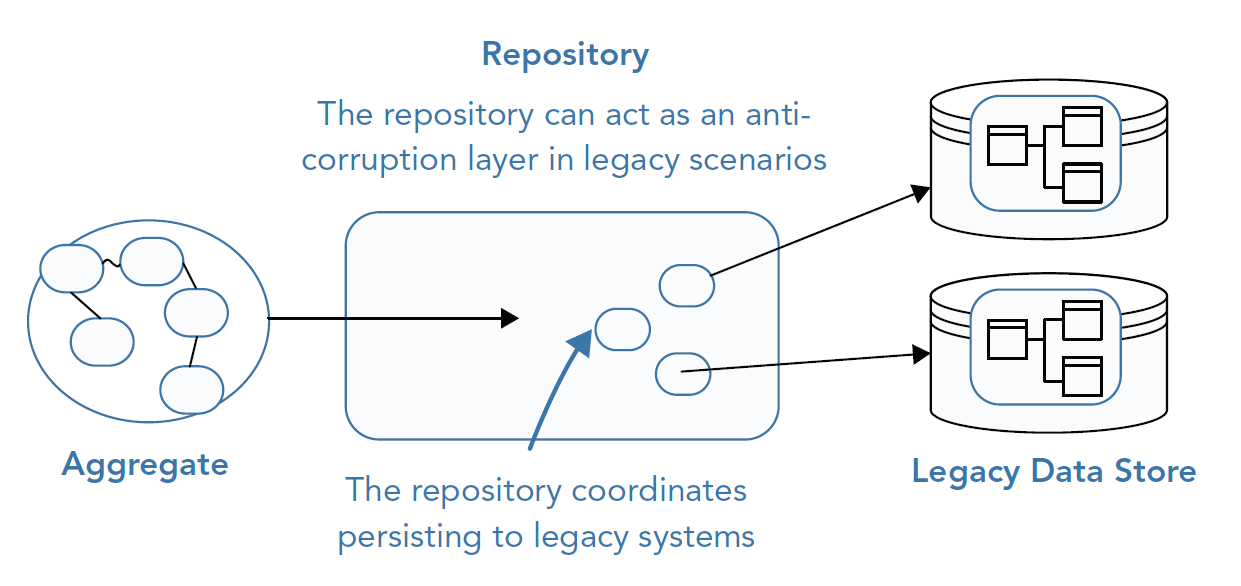 Repository
The repository can act as an anti-
corruption layer in legacy scenarios
Aggregate
The repository coordinates
persisting to legacy systems
Legacy Data Store